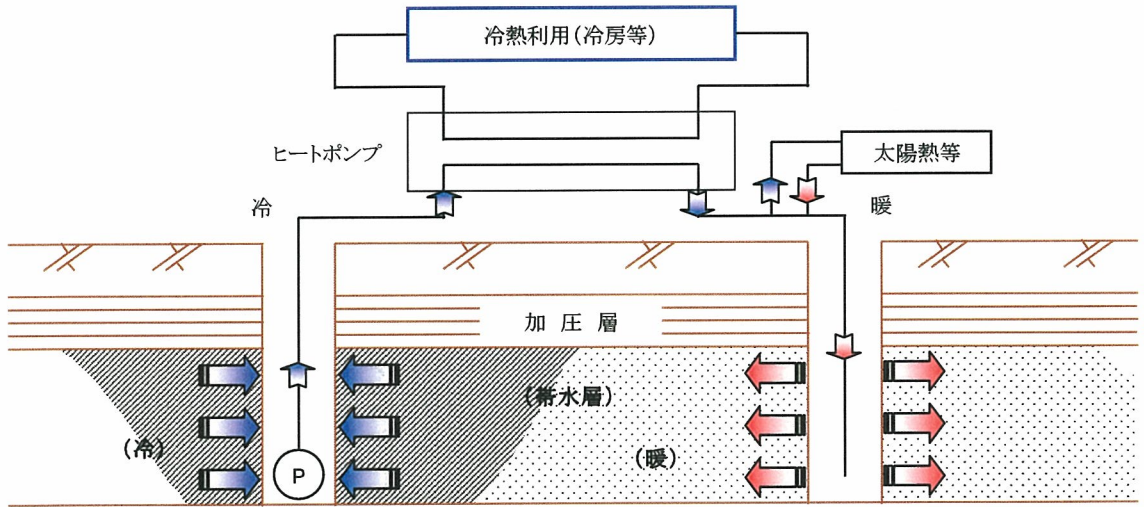 冷熱利用(冷房等)
ヒートポンプ
太陽熱等
冷
暖
加圧層
(帯水層)
(冷)
(暖)
P